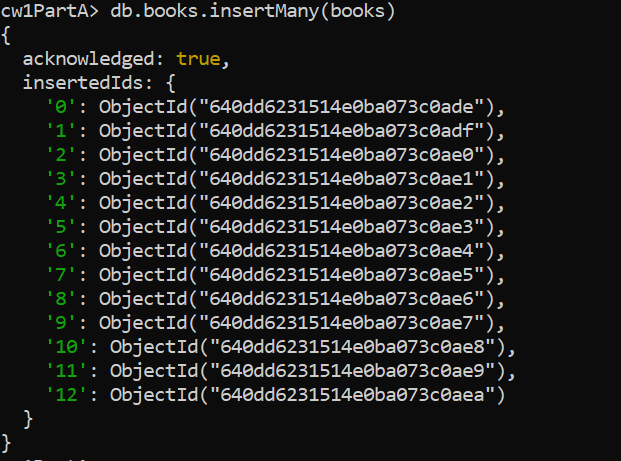 cw1PartA> db.books.insertMany(books)
{
  acknowledged: true,
  insertedIds: {
    '0': ObjectId("640dd6231514e0ba073c0ade"),
    '1': ObjectId("640dd6231514e0ba073c0adf"),
    '2': ObjectId("640dd6231514e0ba073c0ae0"),
    '3': ObjectId("640dd6231514e0ba073c0ae1"),
    '4': ObjectId("640dd6231514e0ba073c0ae2"),
    '5': ObjectId("640dd6231514e0ba073c0ae3"),
    '6': ObjectId("640dd6231514e0ba073c0ae4"),
    '7': ObjectId("640dd6231514e0ba073c0ae5"),
    '8': ObjectId("640dd6231514e0ba073c0ae6"),
    '9': ObjectId("640dd6231514e0ba073c0ae7"),
    '10': ObjectId("640dd6231514e0ba073c0ae8"),
    '11': ObjectId("640dd6231514e0ba073c0ae9"),
    '12': ObjectId("640dd6231514e0ba073c0aea")
  }
}